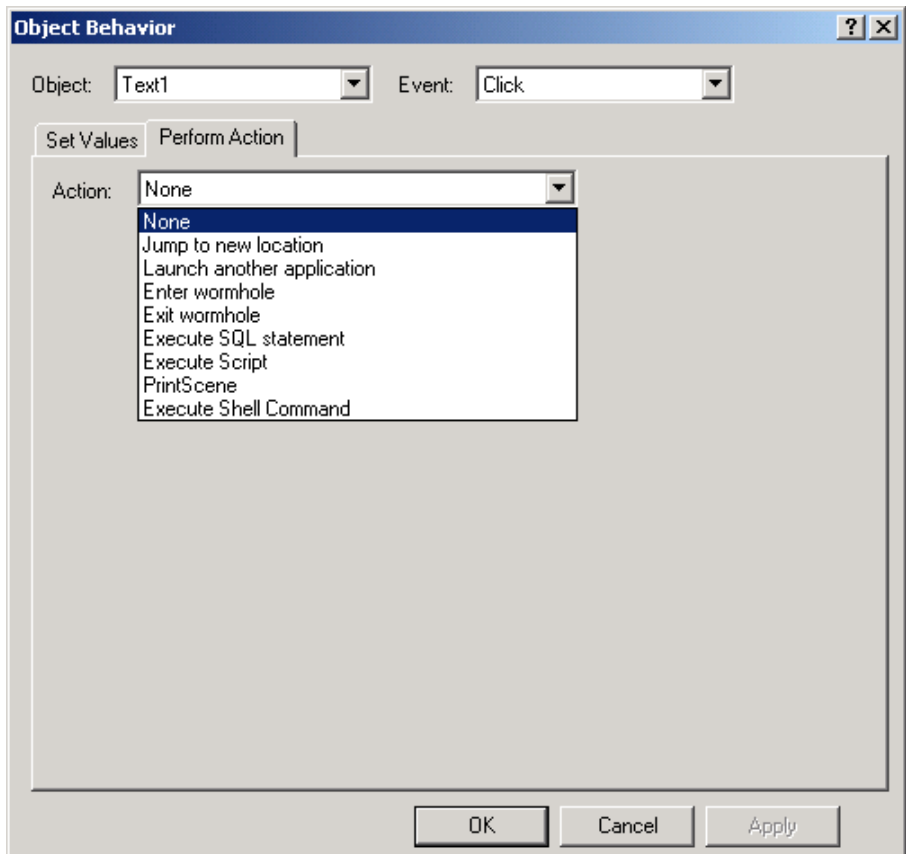 Object Behavior
Object: Text1 Event: Click
Set Values Perform Action
Action: None
None
Jump to new location
Launch another application
Enter wormhole
Exit wormhole
Execute SQL statement
Execute Script
PrintScene
Execute Shell Command
OK Cancel Apply